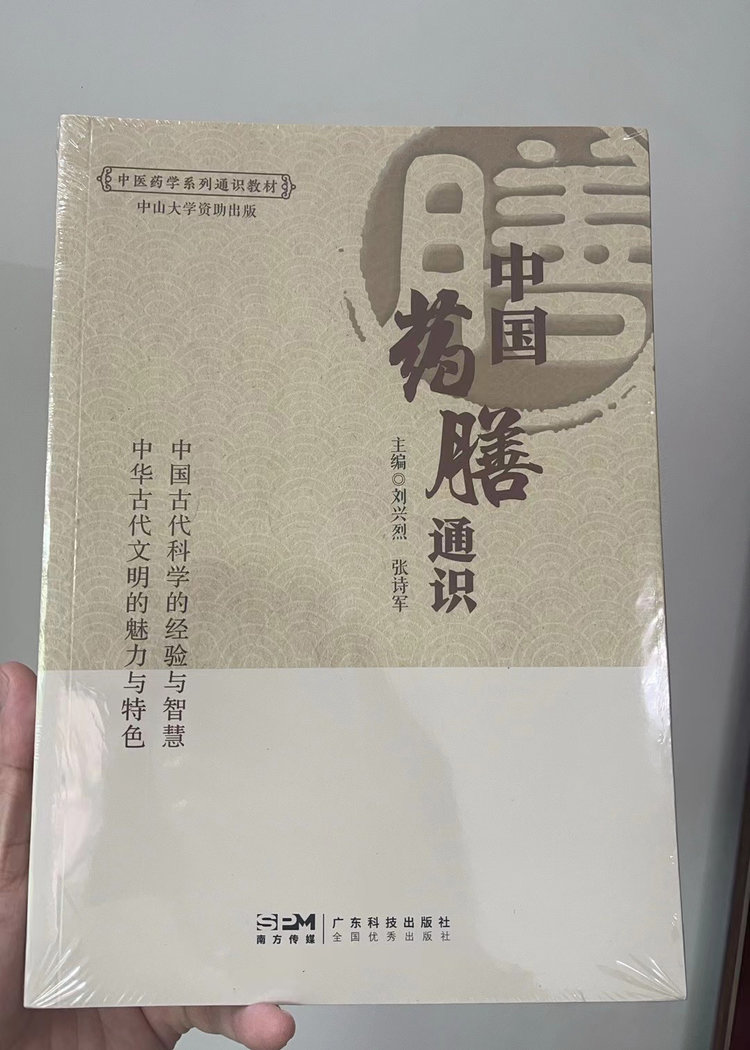 中医药学系列通识教材
中山大学资助出版
膳
中国
药膳
通识
主编◎刘兴烈 张诗军
中国古代科学的经验与智慧
中华古代文明的魅力与特色
SPM
南方传媒
广东科技出版社
全国优秀出版社